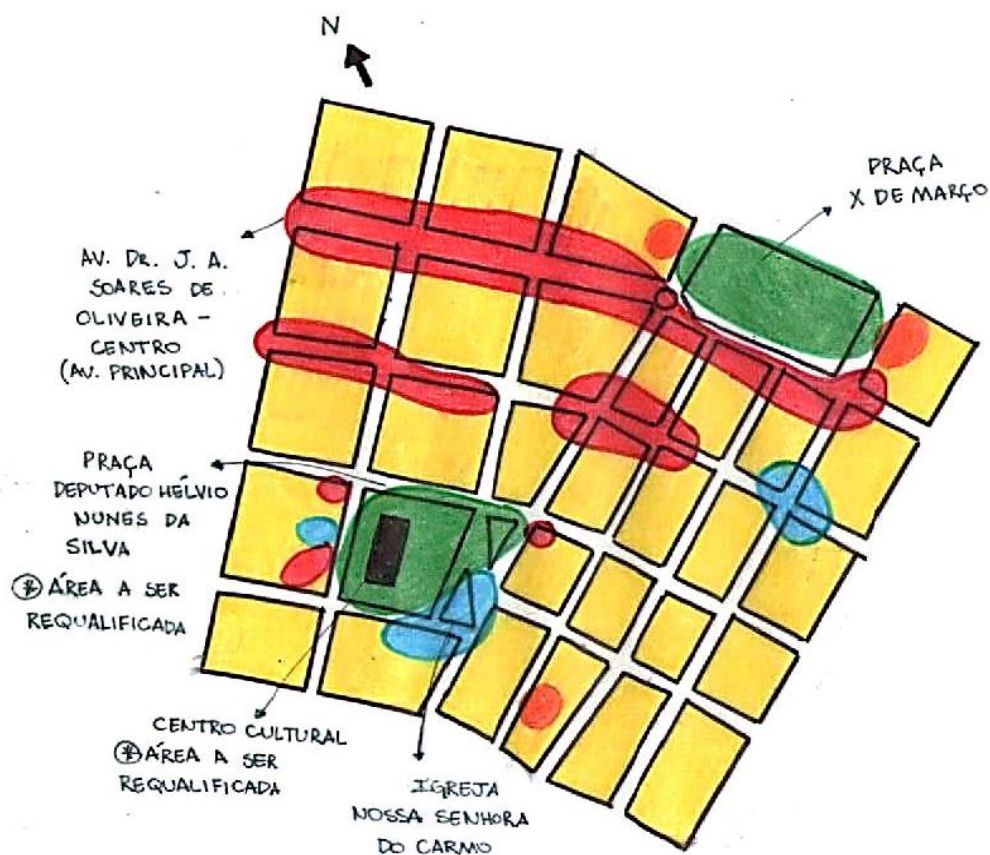 N
PRAÇA
X DE MARÇO
AV. DR. J. A.
SOARES DE
OLIVEIRA -
CENTRO
(AV. PRINCIPAL)
PRAÇA
DEPUTADO HÉLVIO
NUNES DA
SILVA
* ÁREA A SER
REQUALIFICADA
CENTRO CULTURAL
* ÁREA A SER
REQUALIFICADA
IGREJA
NOSSA SENHORA
DO CARMO